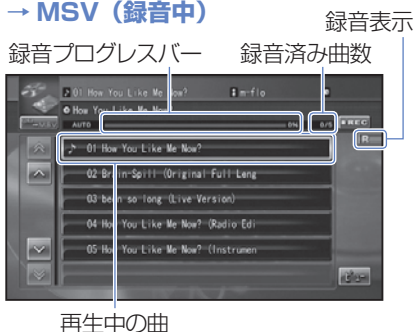 → MSV（録音中）
録音表示
録音プログレスバー
録音済み曲数
01 How You Like Me Now?
m-flo
How You Like Me Now
AUTO
0%
0/5
REC
R
01 How You Like Me Now?
02 Brain-Spill (Original Full Leng
03 been so long (Live Version)
04 How You Like Me Now? (Radio Edi
05 How You Like Me Now? (Instrumen
再生中の曲